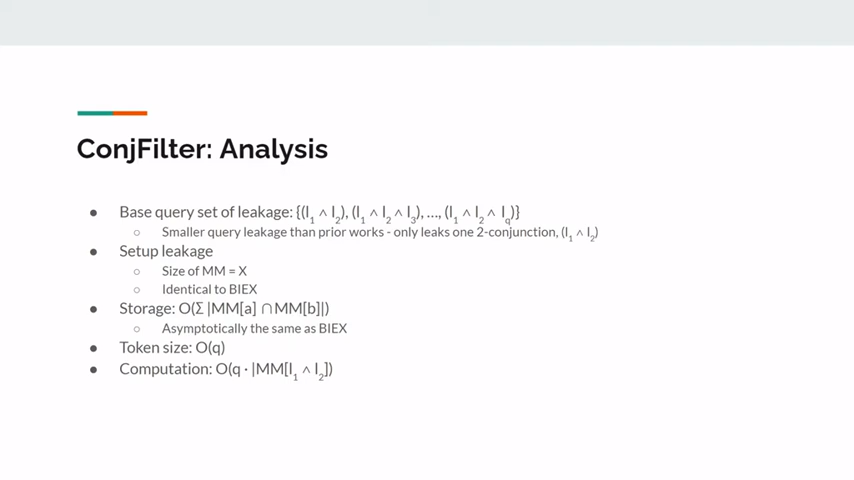 ConjFilter: Analysis
● Base query set of leakage: {(l₁ ∧ l₂), (l₁ ∧ l₂ ∧ l₃), …, (l₁ ∧ l₂ ∧ l_q)}
○ Smaller query leakage than prior works - only leaks one 2-conjunction, (l₁ ∧ l₂)
● Setup leakage
○ Size of MM = X
○ Identical to BIEX
● Storage: O(Σ |MM[a] ∩ MM[b]|)
○ Asymptotically the same as BIEX
● Token size: O(q)
● Computation: O(q · |MM[l₁ ∧ l₂])